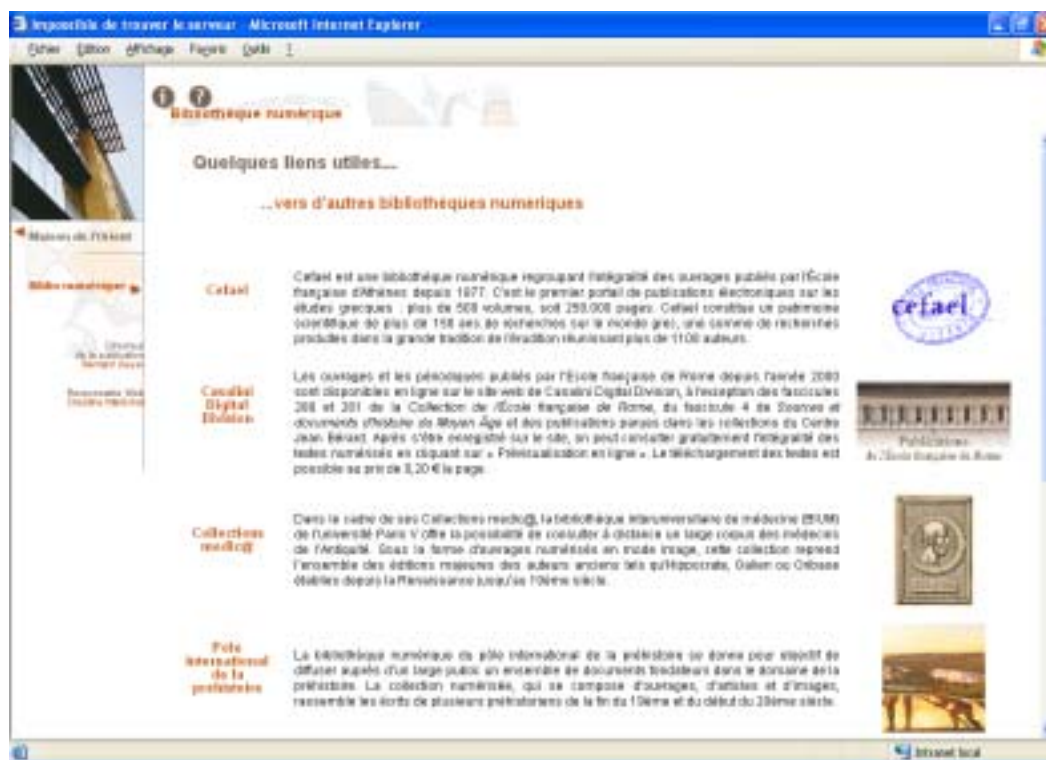 Impossible de trouver le serveur - Microsoft Internet Explorer
Fichier Edition Affichage Favoris Outils ?
Bibliothèque numérique
Quelques liens utiles...
...vers d'autres bibliothèques numériques
Maison de l'Orient
Biblio numérique
de la publication
Responsable Web
Cefael
Cefael est une bibliothèque numérique regroupant l'intégralité des ouvrages publiés par l'École
française d'Athènes depuis 1877. C'est le premier portail de publications électroniques sur les
études grecques : plus de 500 volumes, soit 250.000 pages. Cefael constitue un patrimoine
scientifique de plus de 150 ans de recherches sur le monde grec, une somme de recherches
produites dans la grande tradition de l'érudition réunissant plus de 1100 auteurs.
cefael
Casalini
Digital
Division
Les ouvrages et les périodiques publiés par l'Ecole française de Rome depuis l'année 2000
sont disponibles en ligne sur le site web de Casalini Digital Division, à l'exception des fascicules
280 et 281 de la Collection de l'École française de Rome, du fascicule 4 de Sources et
documents d'histoire du Moyen Âge et des publications parues dans les collections du Centre
Jean Bérard. Après s'être enregistré sur le site, on peut consulter gratuitement l'intégralité des
textes numérisés en cliquant sur « Prévisualisation en ligne ». Le téléchargement des textes est
possible au prix de 0,20 € la page.
Publications
de l'École française de Rome
Collections
medic@
Dans le cadre de ses Collections medic@, la bibliothèque interuniversitaire de médecine (BIUM)
de l'université Paris V offre la possibilité de consulter à distance un large corpus des médecins
de l'Antiquité. Sous la forme d'ouvrages numérisés en mode image, cette collection reprend
l'ensemble des éditions majeures des auteurs anciens tels qu'Hippocrate, Galien ou Oribase
établies depuis la Renaissance jusqu'au 19ème siècle.
Pôle
international
de la
préhistoire
La bibliothèque numérique du pôle international de la préhistoire se donne pour objectif de
diffuser auprès d'un large public un ensemble de documents fondateurs dans le domaine de la
préhistoire. La collection numérisée, qui se compose d'ouvrages, d'articles et d'images,
rassemble les écrits de plusieurs préhistoriens de la fin du 19ème et du début du 20ème siècle.
Intranet local